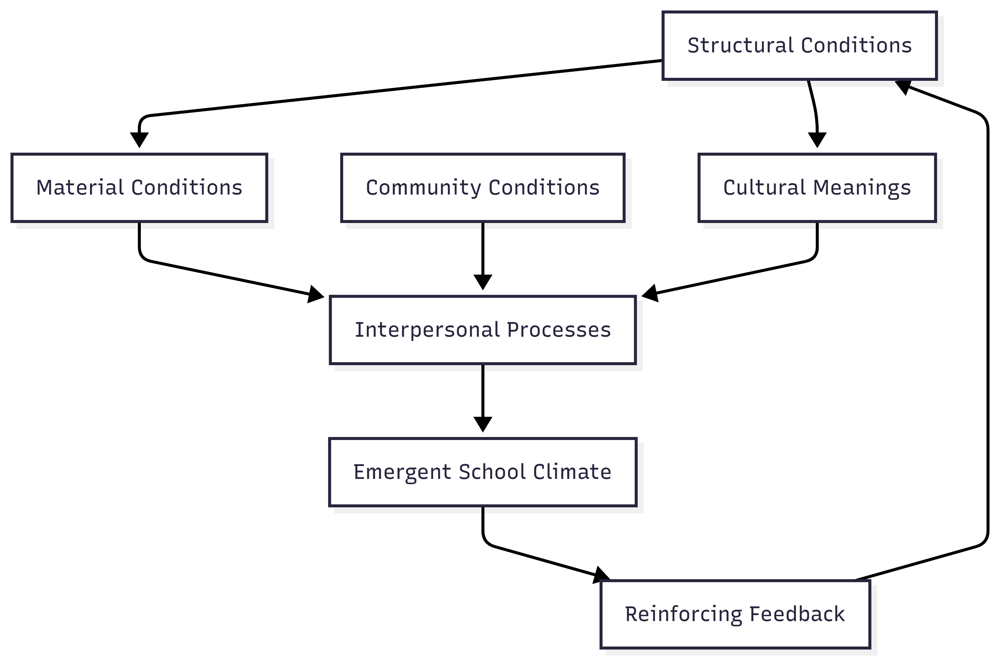 Structural Conditions
Material Conditions
Community Conditions
Cultural Meanings
Interpersonal Processes
Emergent School Climate
Reinforcing Feedback